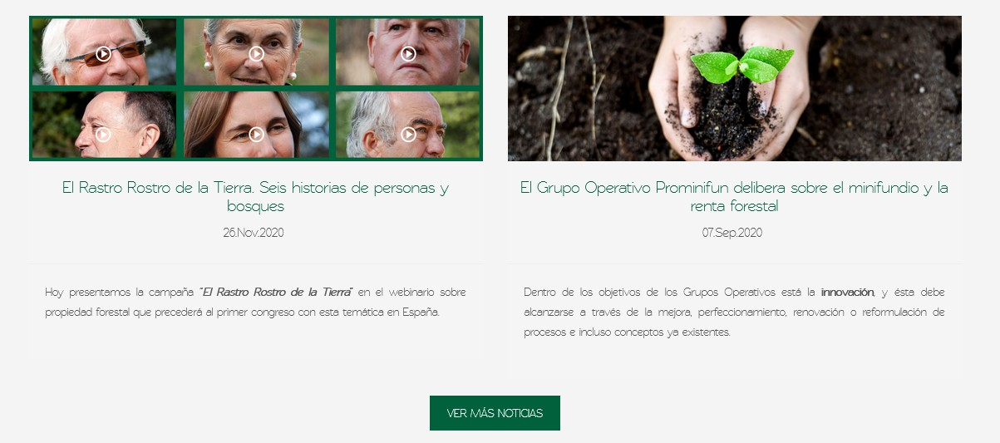 El Rastro Rostro de la Tierra. Seis historias de personas y
bosques
26.Nov.2020
Hoy presentamos la campaña "El Rastro Rostro de la Tierra" en el webinario sobre
propiedad forestal que precederá al primer congreso con esta temática en España.
El Grupo Operativo Prominifun delibera sobre el minifundio y la
renta forestal
07.Sep.2020
Dentro de los objetivos de los Grupos Operativos está la innovación, y ésta debe
alcanzarse a través de la mejora, perfeccionamiento, renovación o reformulación de
procesos e incluso conceptos ya existentes.
VER MÁS NOTICIAS